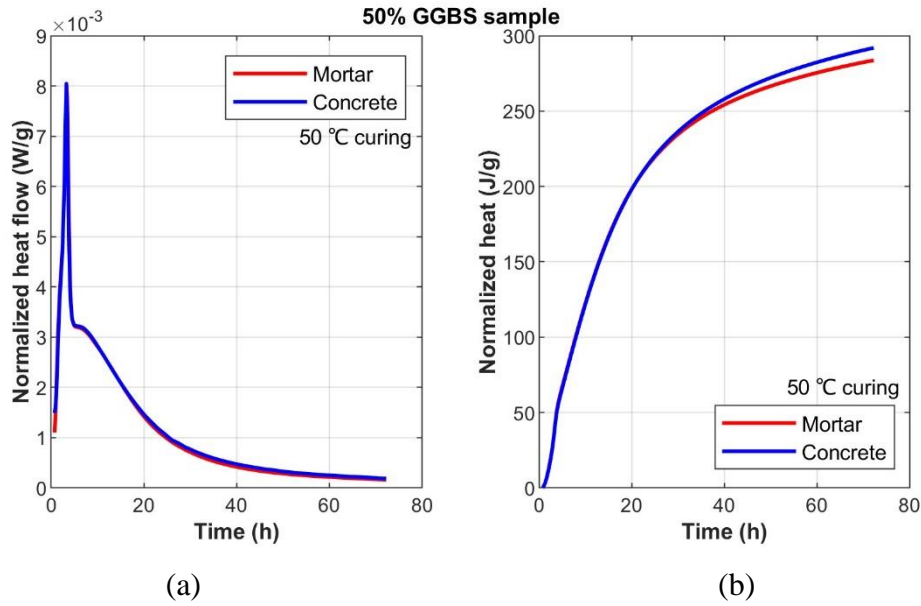 50% GGBS sample
×10⁻³
9
8
7
6
5
4
3
2
1
0
Normalized heat flow (W/g)
Mortar
Concrete
50 ℃ curing
0 20 40 60 80
Time (h)
(a)
300
250
200
150
100
50
0
Normalized heat (J/g)
50 ℃ curing
Mortar
Concrete
0 20 40 60 80
Time (h)
(b)